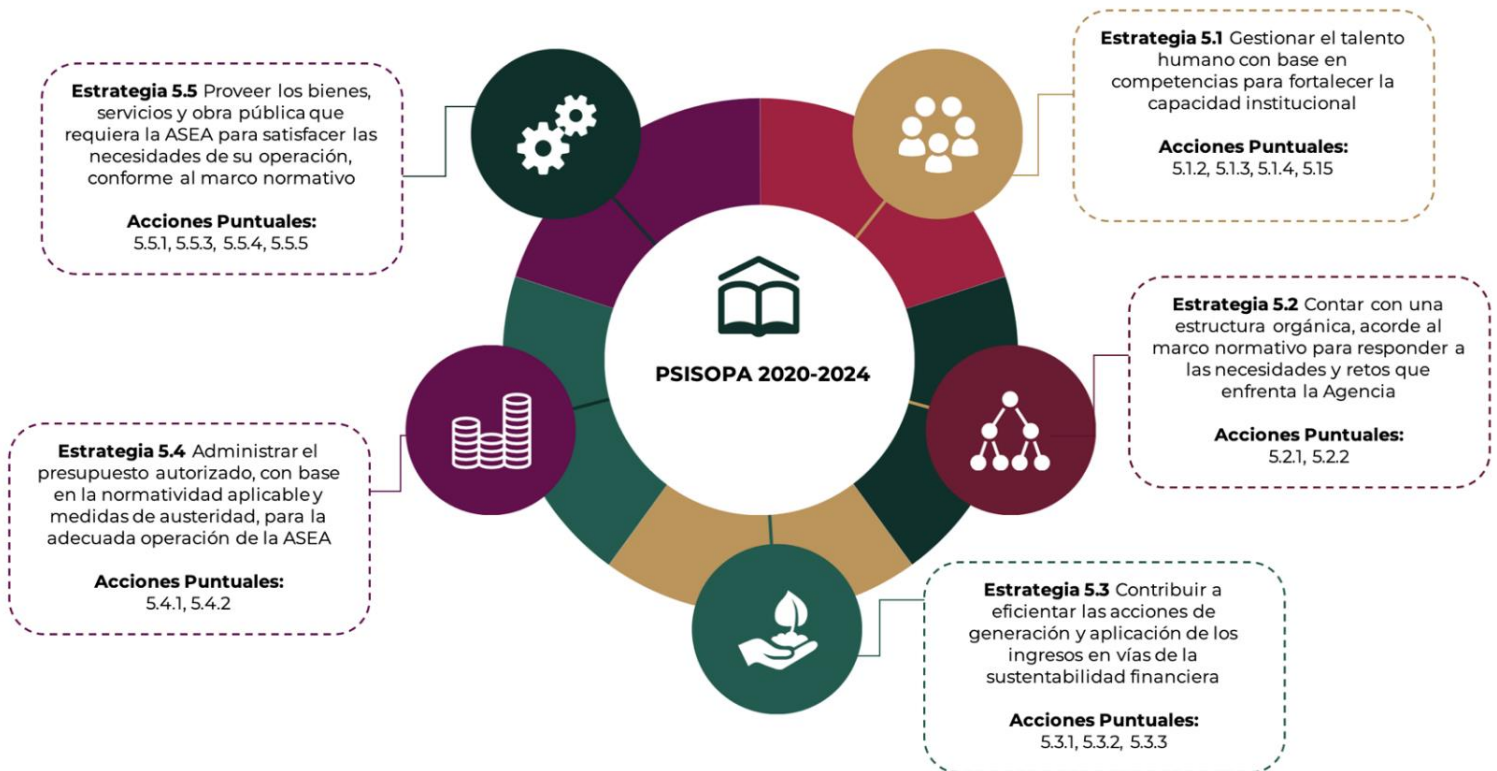 Estrategia 5.1 Gestionar el talento
humano con base en
competencias para fortalecer la
capacidad institucional
Acciones Puntuales:
5.1.2, 5.1.3, 5.1.4, 5.15
Estrategia 5.2 Contar con una
estructura orgánica, acorde al
marco normativo para responder a
las necesidades y retos que
enfrenta la Agencia
Acciones Puntuales:
5.2.1, 5.2.2
Estrategia 5.3 Contribuir a
eficientar las acciones de
generación y aplicación de los
ingresos en vías de la
sustentabilidad financiera
Acciones Puntuales:
5.3.1, 5.3.2, 5.3.3
Estrategia 5.4 Administrar el
presupuesto autorizado, con base
en la normatividad aplicable y
medidas de austeridad, para la
adecuada operación de la ASEA
Acciones Puntuales:
5.4.1, 5.4.2
Estrategia 5.5 Proveer los bienes,
servicios y obra pública que
requiera la ASEA para satisfacer las
necesidades de su operación,
conforme al marco normativo
Acciones Puntuales:
5.5.1, 5.5.3, 5.5.4, 5.5.5
PSISOPA 2020-2024